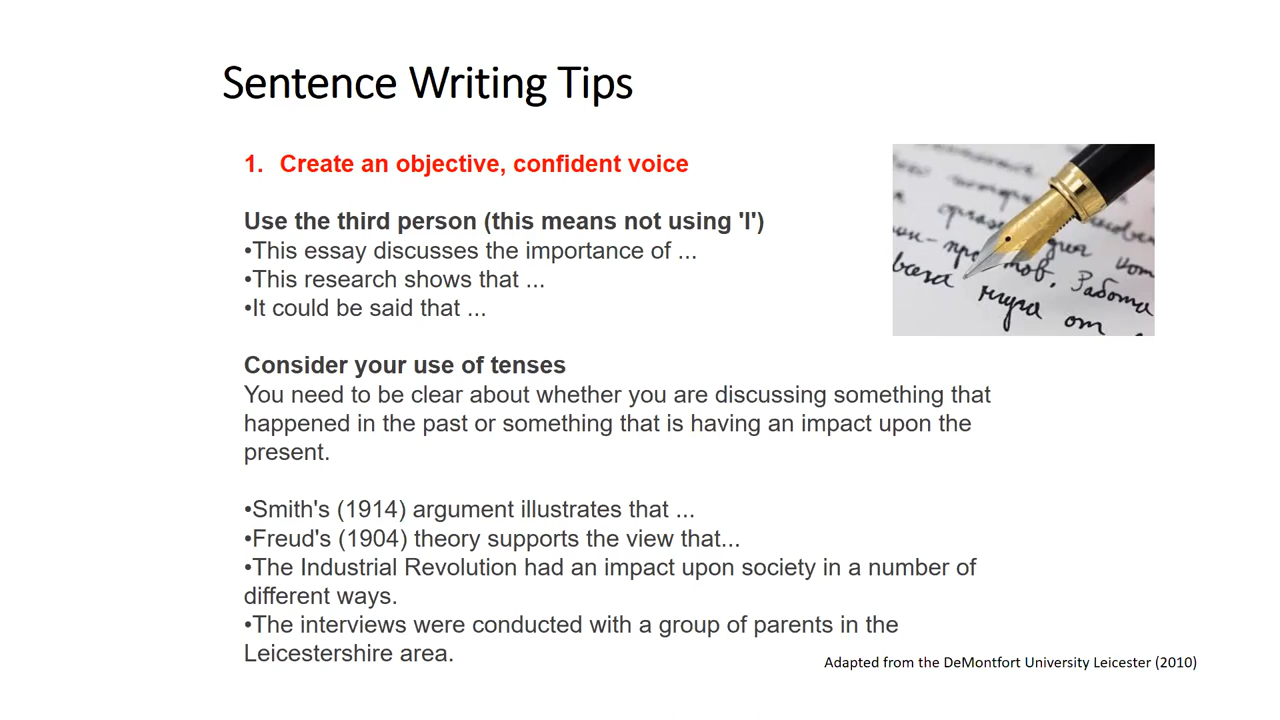 Sentence Writing Tips
1. Create an objective, confident voice
Use the third person (this means not using 'I')
•This essay discusses the importance of ...
•This research shows that ...
•It could be said that ...
Consider your use of tenses
You need to be clear about whether you are discussing something that
happened in the past or something that is having an impact upon the
present.
•Smith's (1914) argument illustrates that ...
•Freud's (1904) theory supports the view that...
•The Industrial Revolution had an impact upon society in a number of
different ways.
•The interviews were conducted with a group of parents in the
Leicestershire area.
Adapted from the DeMontfort University Leicester (2010)
всега
тов, Работа
от